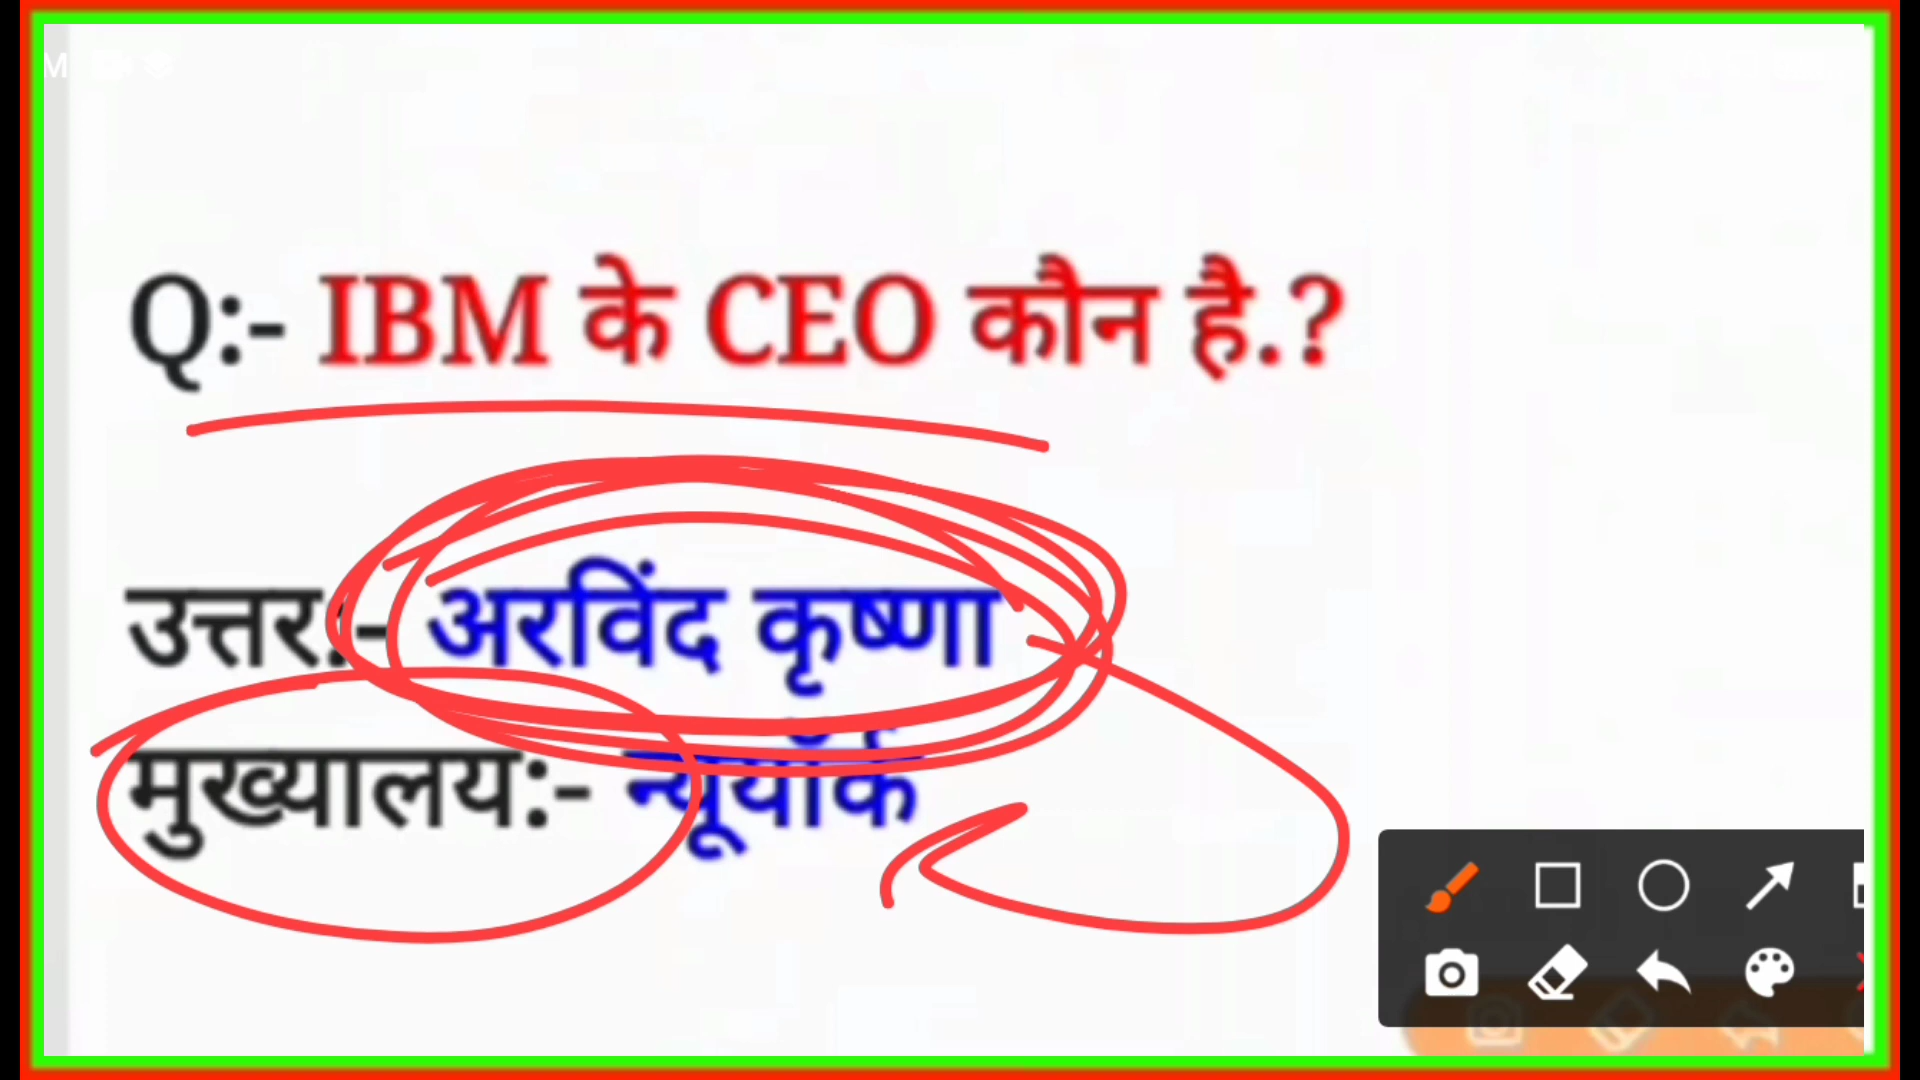 M
Q:- IBM के CEO कौन है.?
उत्तर:- अरविंद कृष्णा
मुख्यालय:- न्यूयॉर्क